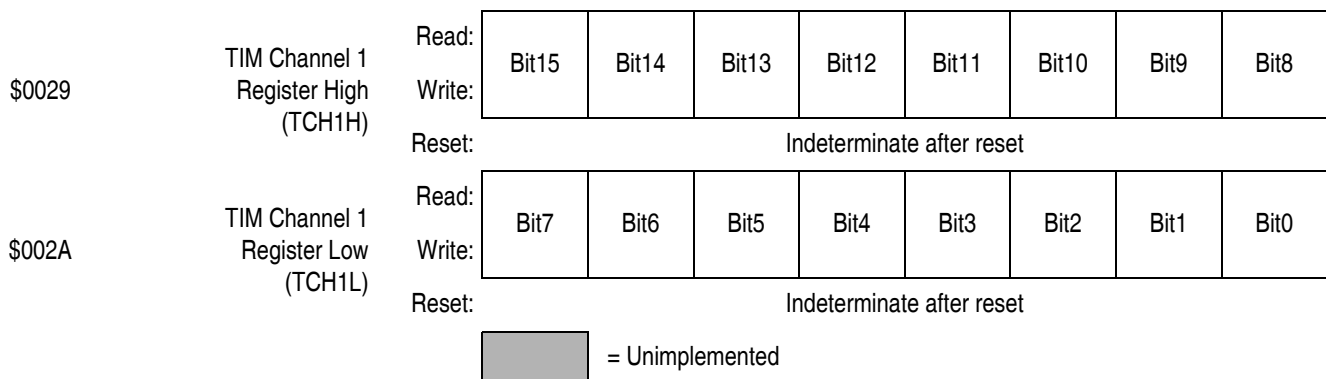 $0029 TIM Channel 1 Register High (TCH1H)
Read: Write: Bit15 Bit14 Bit13 Bit12 Bit11 Bit10 Bit9 Bit8
Reset: Indeterminate after reset
$002A TIM Channel 1 Register Low (TCH1L)
Read: Write: Bit7 Bit6 Bit5 Bit4 Bit3 Bit2 Bit1 Bit0
Reset: Indeterminate after reset
= Unimplemented